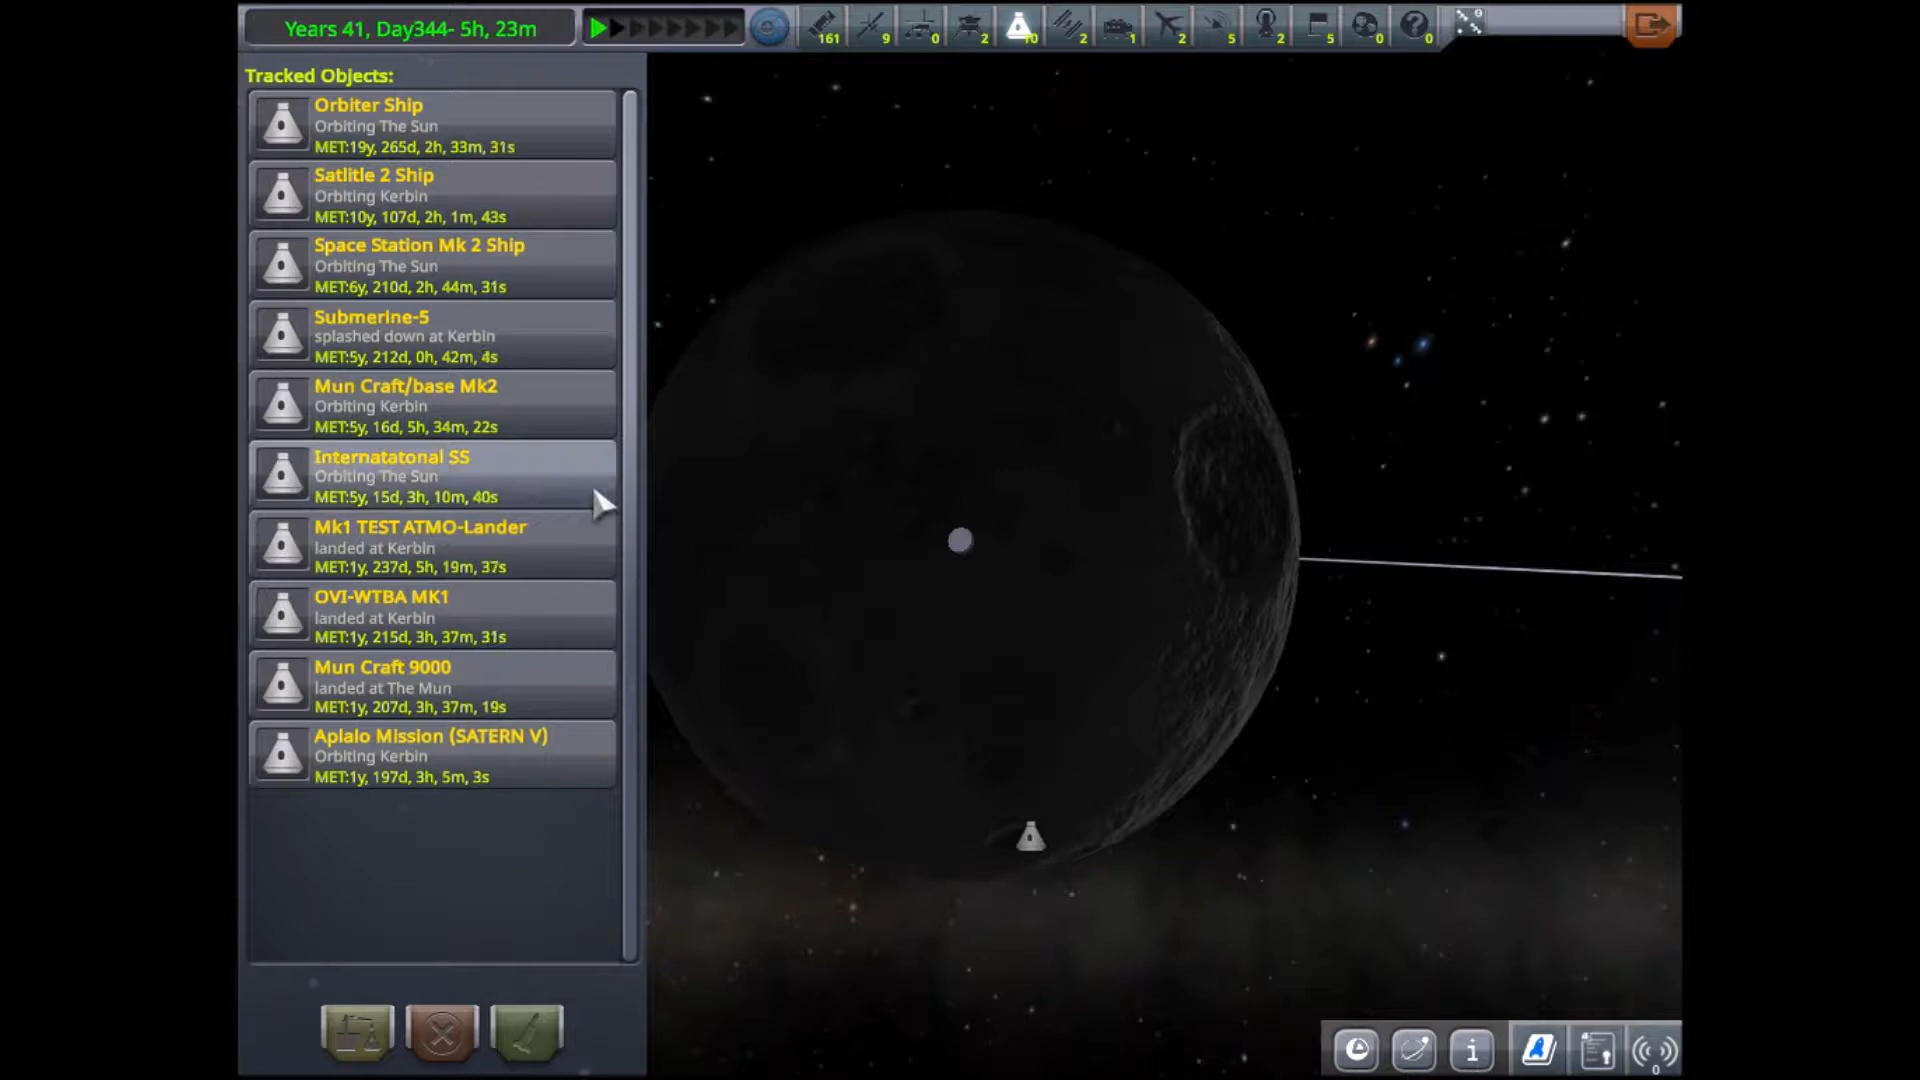 Years 41, Day344- 5h, 23m
161 9 0 2 10 2 1 2 5 2 5 0 0
Tracked Objects:
Orbiter Ship
Orbiting The Sun
MET:19y, 265d, 2h, 33m, 31s
Satlitle 2 Ship
Orbiting Kerbin
MET:10y, 107d, 2h, 1m, 43s
Space Station Mk 2 Ship
Orbiting The Sun
MET:6y, 210d, 2h, 44m, 31s
Submerine-5
splashed down at Kerbin
MET:5y, 212d, 0h, 42m, 4s
Mun Craft/base Mk2
Orbiting Kerbin
MET:5y, 16d, 5h, 34m, 22s
Internatatonal SS
Orbiting The Sun
MET:5y, 15d, 3h, 10m, 40s
Mk1 TEST ATMO-Lander
landed at Kerbin
MET:1y, 237d, 5h, 19m, 37s
OVI-WTBA MK1
landed at Kerbin
MET:1y, 215d, 3h, 37m, 31s
Mun Craft 9000
landed at The Mun
MET:1y, 207d, 3h, 37m, 19s
Aplalo Mission (SATERN V)
Orbiting Kerbin
MET:1y, 197d, 3h, 5m, 3s
0